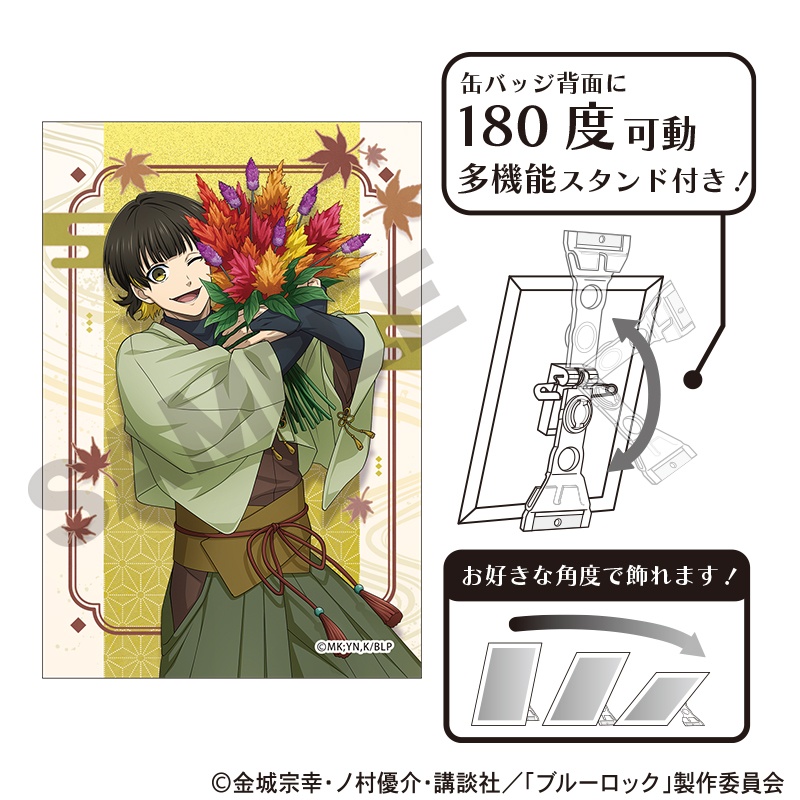 缶バッジ背面に
180度可動
多機能スタンド付き！
SAMPLE
お好きな角度で飾れます！
©MK;YN,K/BLP
©金城宗幸・ノ村優介・講談社／「ブルーロック」製作委員会